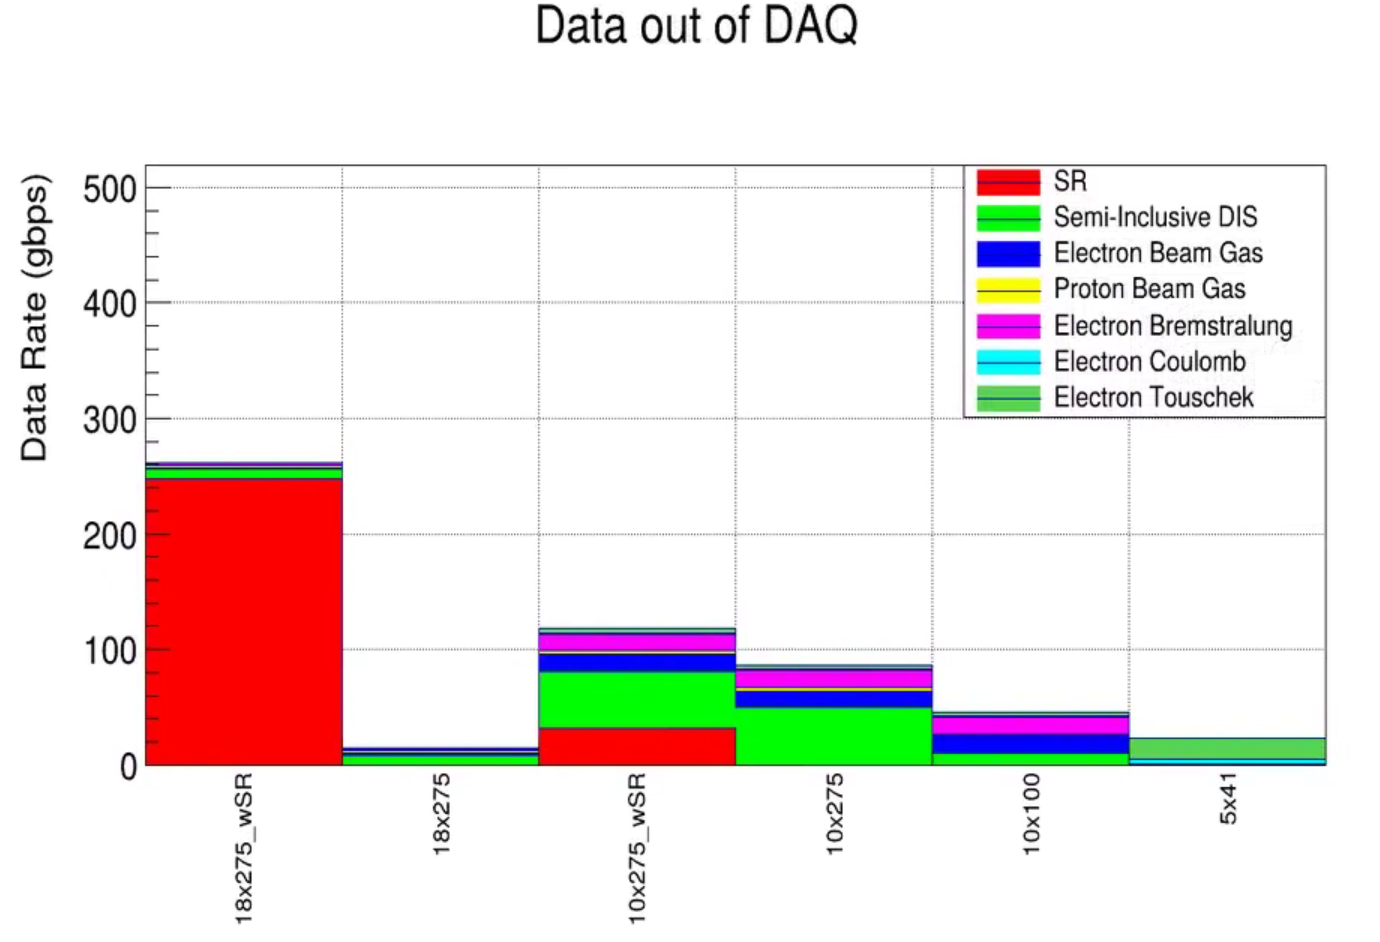 Data out of DAQ
Data Rate (gbps)
500
400
300
200
100
0
SR
Semi-Inclusive DIS
Electron Beam Gas
Proton Beam Gas
Electron Bremstralung
Electron Coulomb
Electron Touschek
18x275_wSR
18x275
10x275_wSR
10x275
10x100
5x41